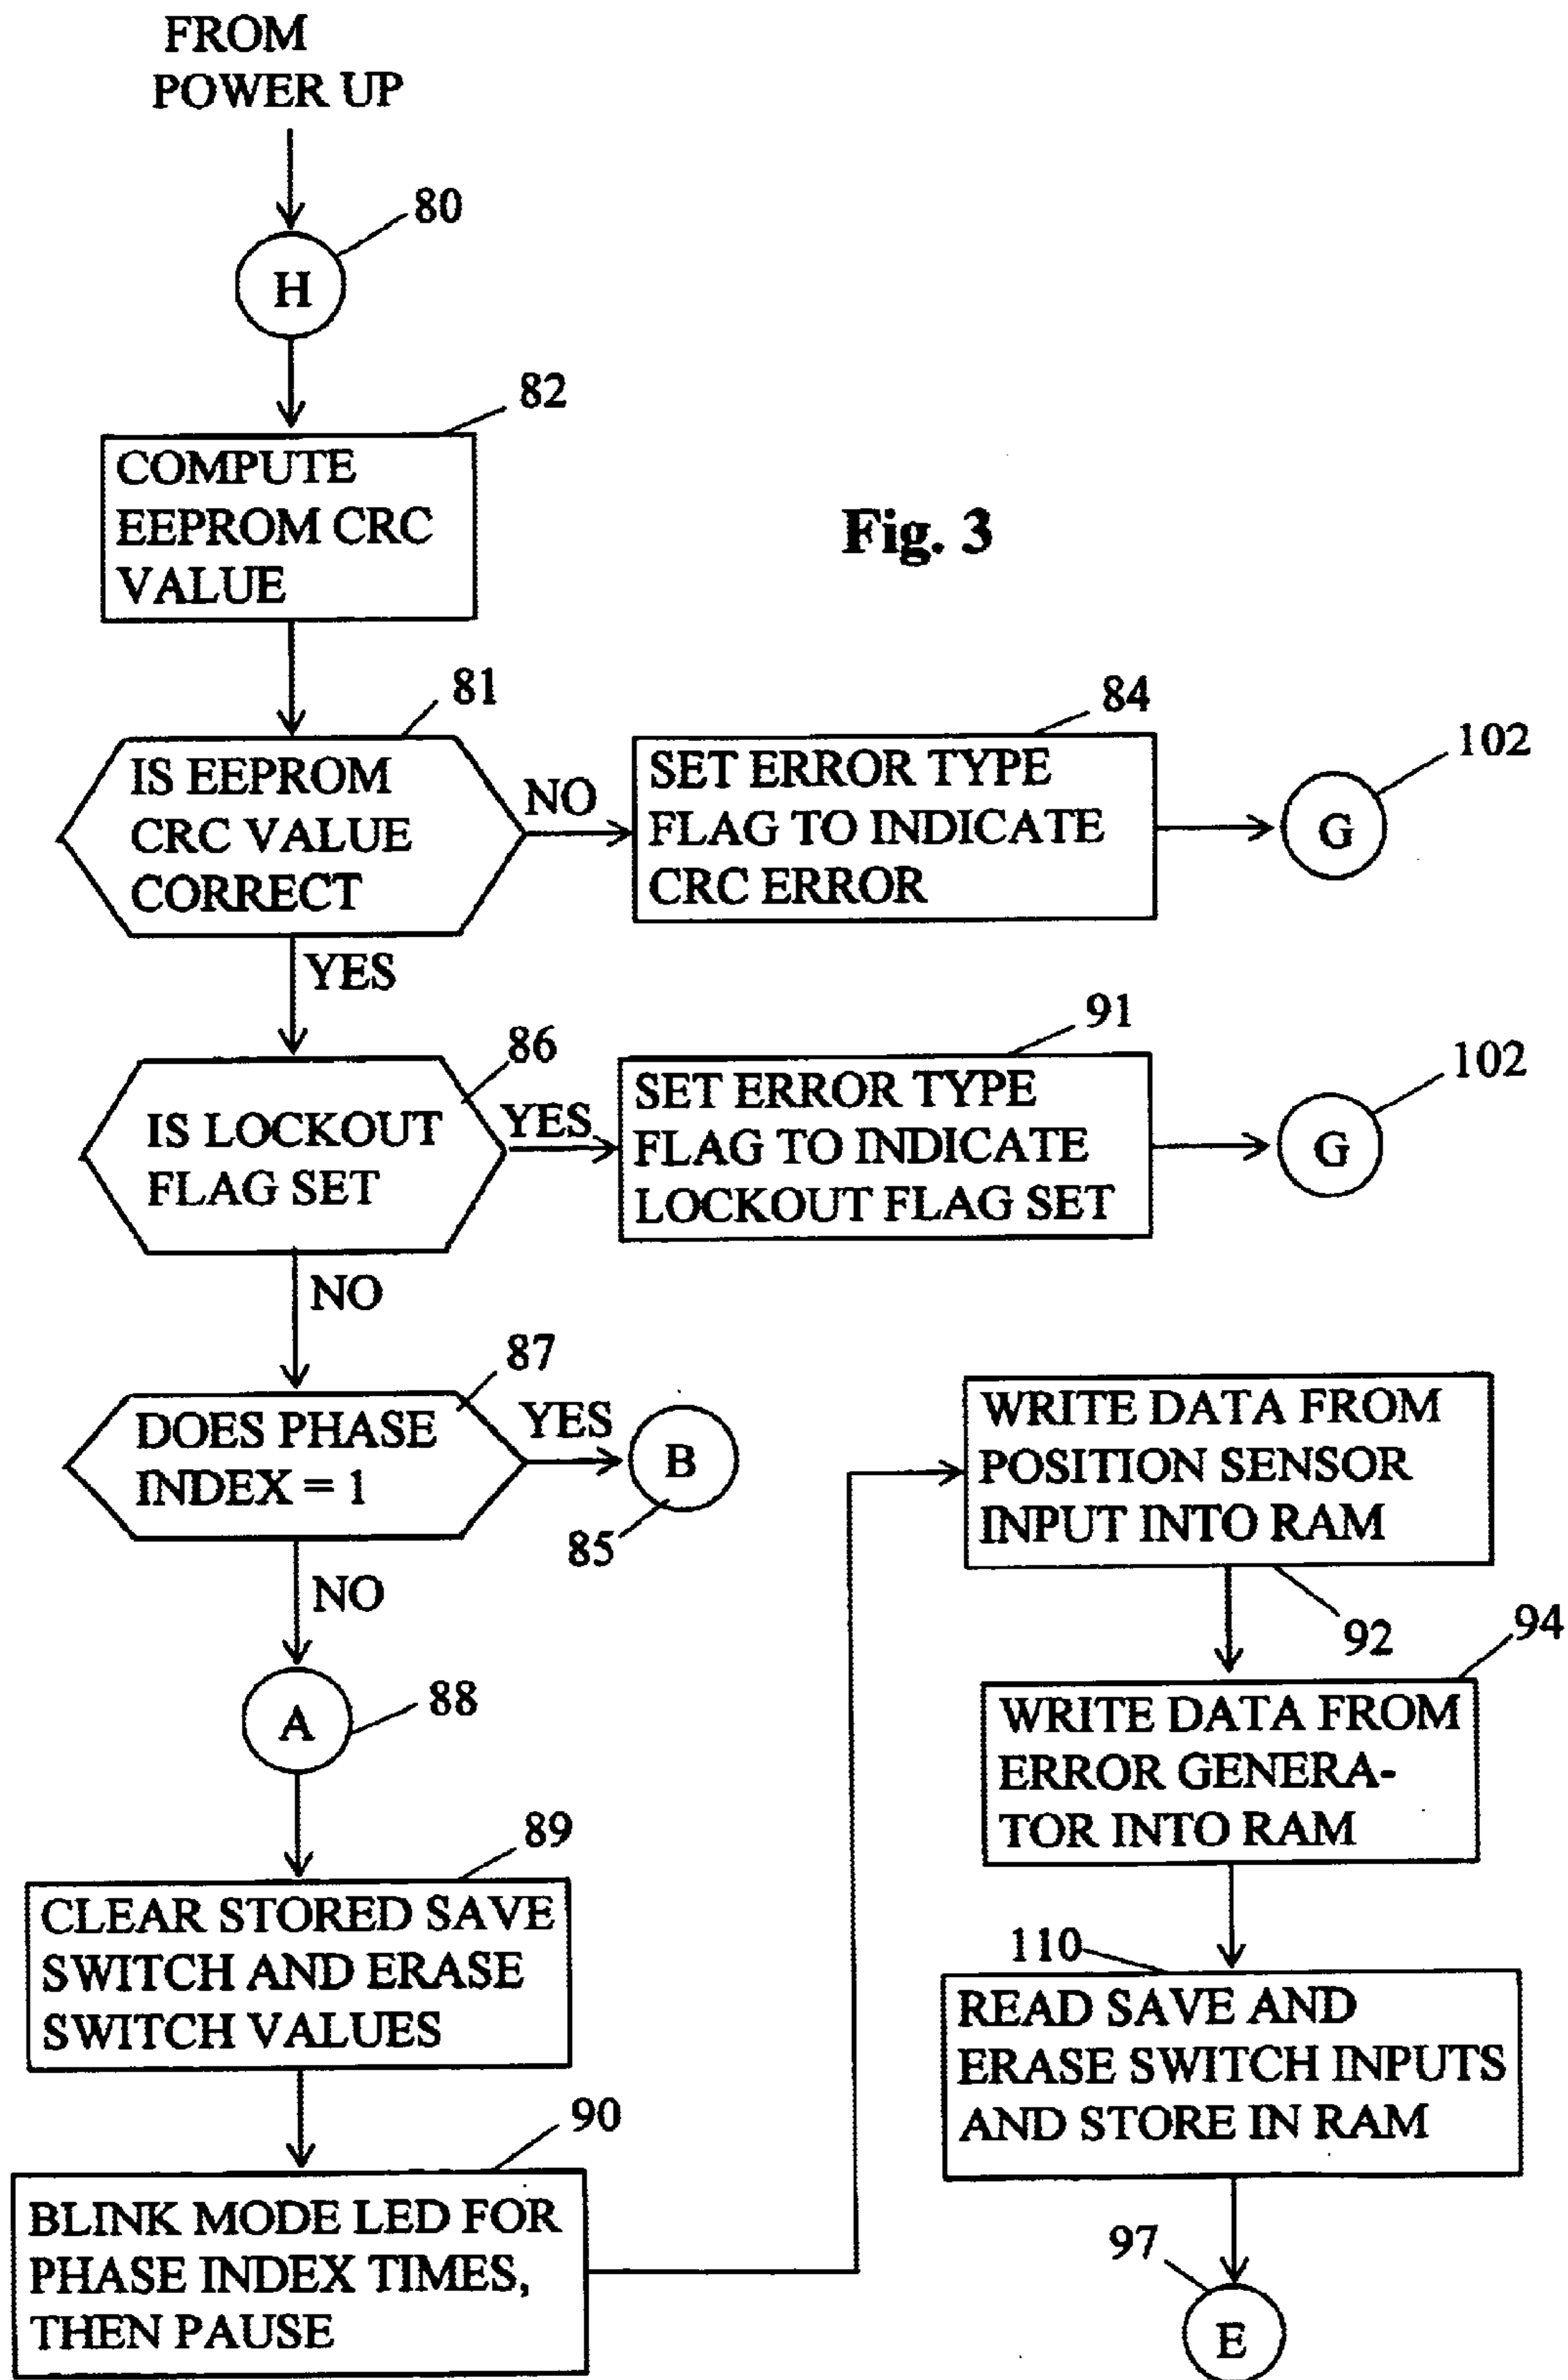 FROM
POWER UP
80
H
82
COMPUTE
EEPROM CRC
VALUE
Fig. 3
81
IS EEPROM
CRC VALUE
CORRECT
NO
84
SET ERROR TYPE
FLAG TO INDICATE
CRC ERROR
102
G
YES
86
IS LOCKOUT
FLAG SET
YES
91
SET ERROR TYPE
FLAG TO INDICATE
LOCKOUT FLAG SET
102
G
NO
87
DOES PHASE
INDEX = 1
YES
B
85
NO
A
88
89
CLEAR STORED SAVE
SWITCH AND ERASE
SWITCH VALUES
90
BLINK MODE LED FOR
PHASE INDEX TIMES,
THEN PAUSE
WRITE DATA FROM
POSITION SENSOR
INPUT INTO RAM
92
94
WRITE DATA FROM
ERROR GENERA-
TOR INTO RAM
110
READ SAVE AND
ERASE SWITCH INPUTS
AND STORE IN RAM
97
E